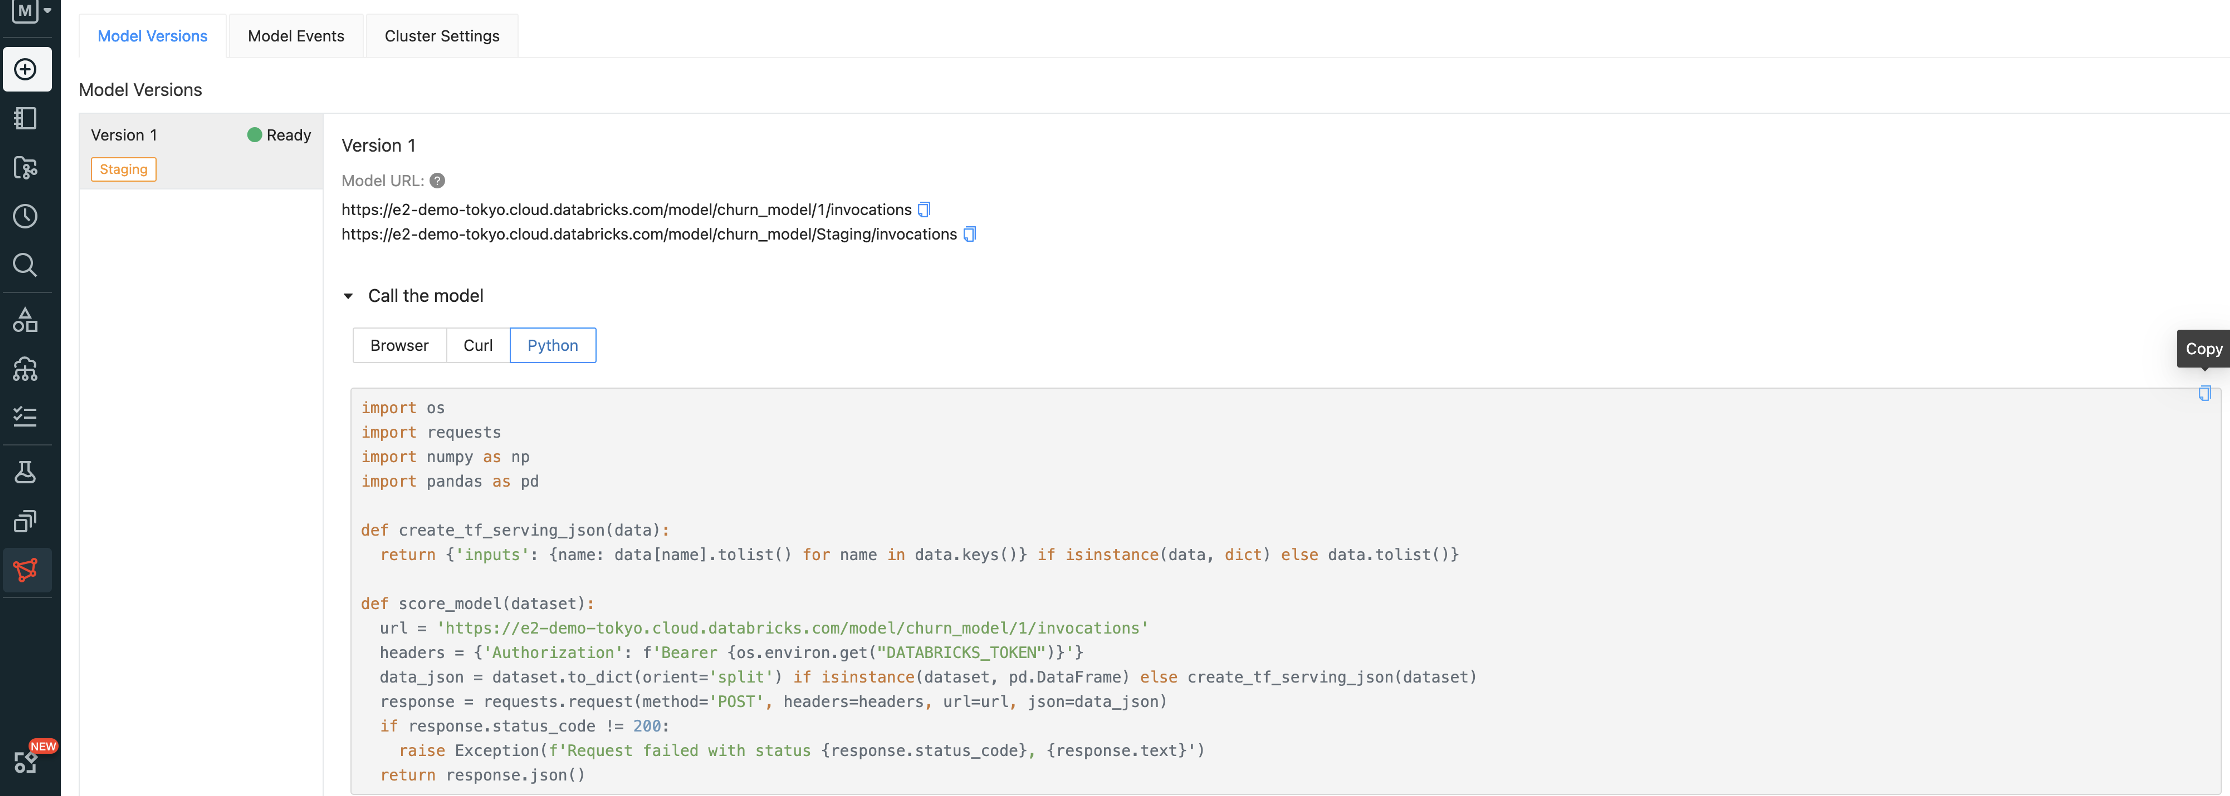 M
Model Versions
Model Events
Cluster Settings
Model Versions
Version 1
Ready
Staging
Version 1
Model URL: ?
https://e2-demo-tokyo.cloud.databricks.com/model/churn_model/1/invocations
https://e2-demo-tokyo.cloud.databricks.com/model/churn_model/Staging/invocations
Call the model
Browser
Curl
Python
Copy
import os
import requests
import numpy as np
import pandas as pd
def create_tf_serving_json(data):
  return {'inputs': {name: data[name].tolist() for name in data.keys()} if isinstance(data, dict) else data.tolist()}
def score_model(dataset):
  url = 'https://e2-demo-tokyo.cloud.databricks.com/model/churn_model/1/invocations'
  headers = {'Authorization': f'Bearer {os.environ.get("DATABRICKS_TOKEN")}'}
  data_json = dataset.to_dict(orient='split') if isinstance(dataset, pd.DataFrame) else create_tf_serving_json(dataset)
  response = requests.request(method='POST', headers=headers, url=url, json=data_json)
  if response.status_code != 200:
    raise Exception(f'Request failed with status {response.status_code}, {response.text}')
  return response.json()
NEW